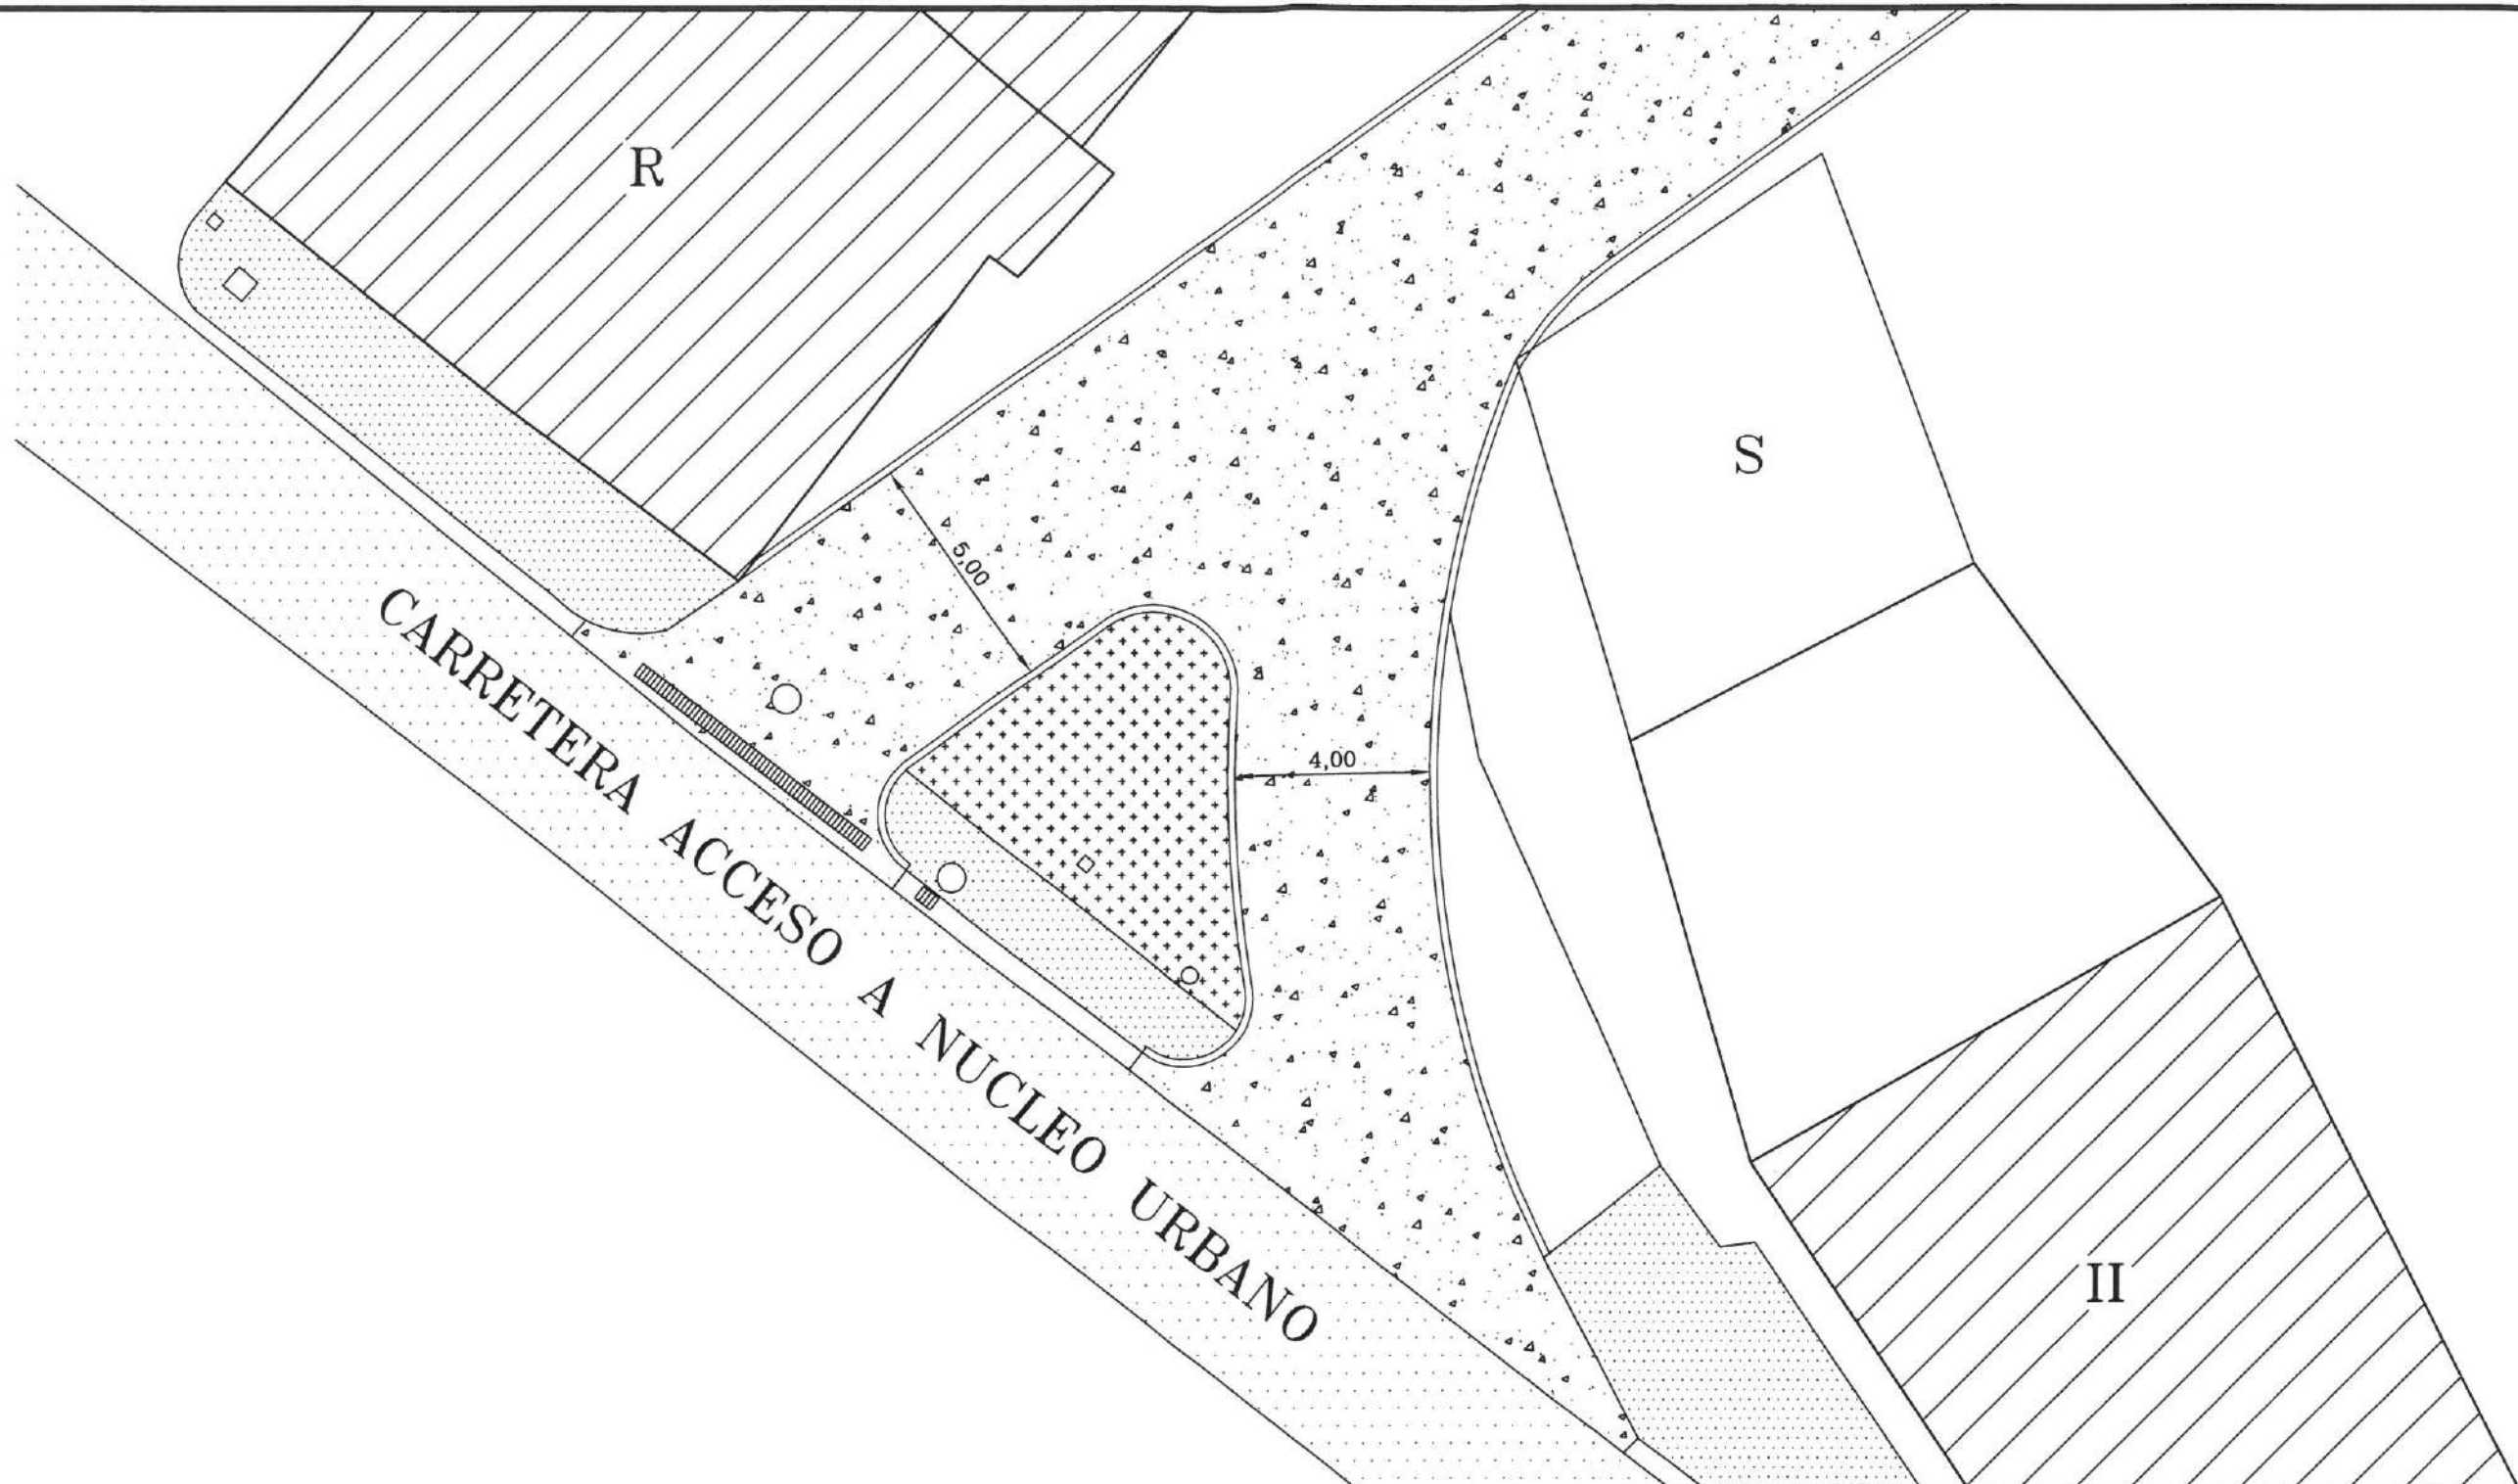 R
S
5,00
CARRETERA ACCESO A NUCLEO URBANO
4,00
II